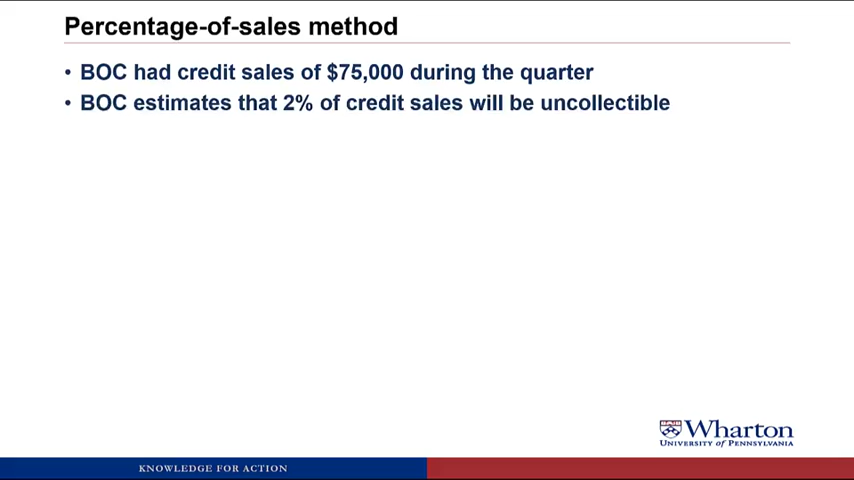 Percentage-of-sales method
• BOC had credit sales of $75,000 during the quarter
• BOC estimates that 2% of credit sales will be uncollectible
Wharton
UNIVERSITY of PENNSYLVANIA
KNOWLEDGE FOR ACTION